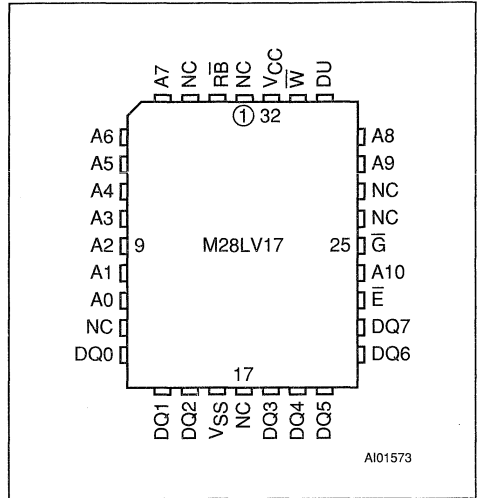 A7 NC R̅B̅ NC VCC W̅ DU
① 32
A6 A8
A5 A9
A4 NC
A3 NC
A2 9 M28LV17 25 G̅
A1 A10
A0 E̅
NC DQ7
DQ0 DQ6
17
DQ1 DQ2 VSS NC DQ3 DQ4 DQ5
AI01573